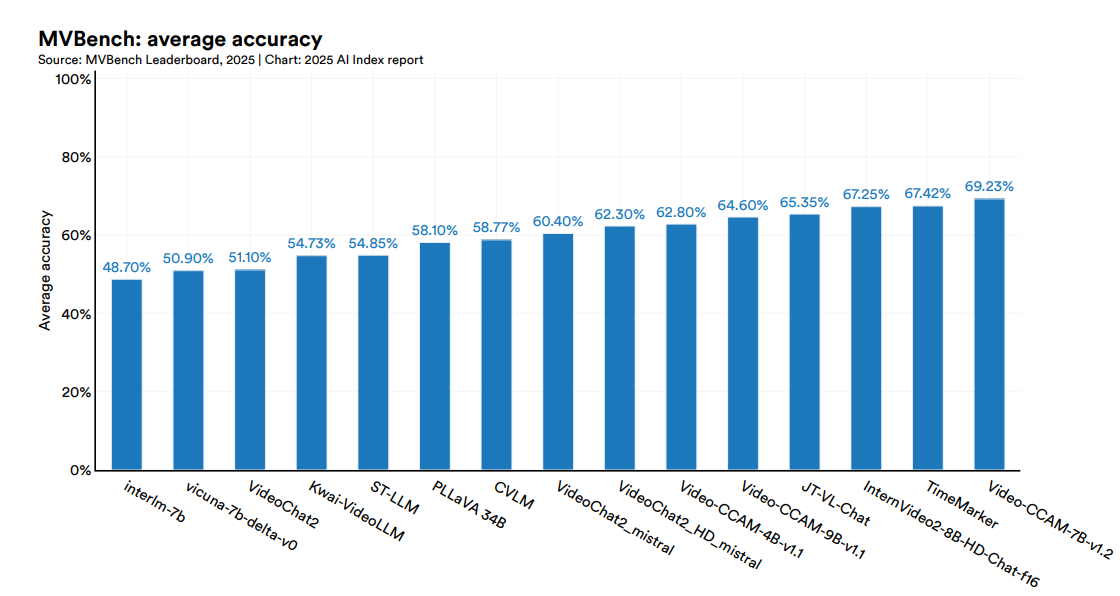 MVBench: average accuracy
Source: MVBench Leaderboard, 2025 | Chart: 2025 AI Index report
100%
80%
60%
40%
20%
0%
Average accuracy
48.70%
50.90%
51.10%
54.73%
54.85%
58.10%
58.77%
60.40%
62.30%
62.80%
64.60%
65.35%
67.25%
67.42%
69.23%
interlm-7b
vicuna-7b-delta-v0
VideoChat2
Kwai-VideoLLM
ST-LLM
PLLaVA 34B
CVLM
VideoChat2_mistral
VideoChat2_HD_mistral
Video-CCAM-4B-v1.1
Video-CCAM-9B-v1.1
JT-VL-Chat
InternVideo2-8B-HD-Chat-f16
TimeMarker
Video-CCAM-7B-v1.2